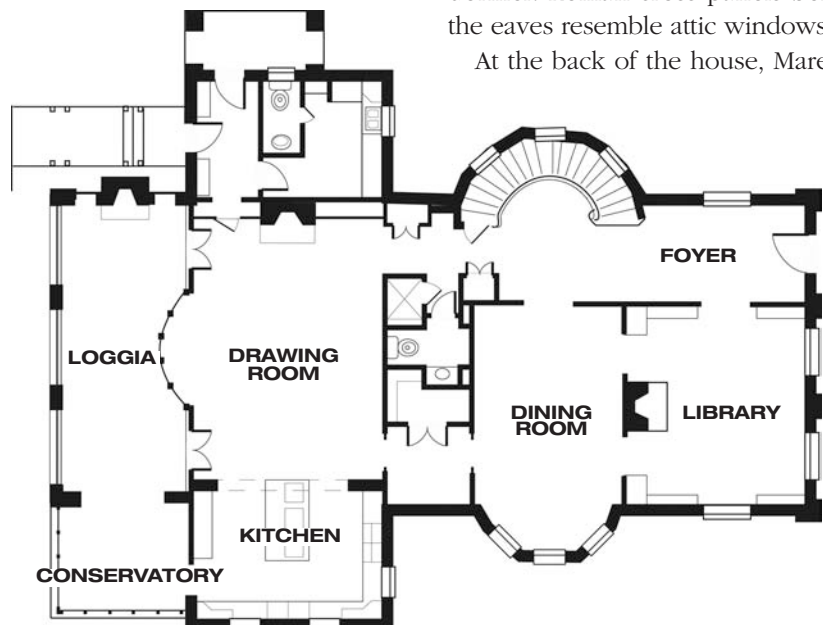 the eaves resemble attic windows
At the back of the house, Mare
FOYER
LOGGIA
DRAWING
ROOM
DINING
ROOM
LIBRARY
KITCHEN
CONSERVATORY